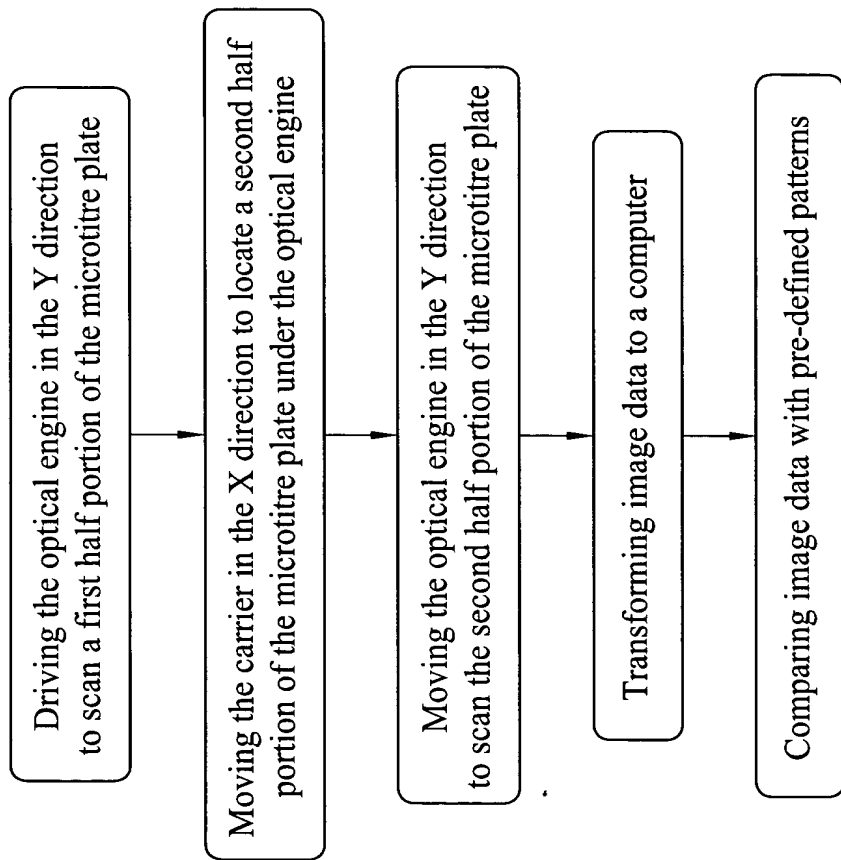 Driving the optical engine in the Y direction
to scan a first half portion of the microtitre plate
Moving the carrier in the X direction to locate a second half
portion of the microtitre plate under the optical engine
Moving the optical engine in the Y direction
to scan the second half portion of the microtitre plate
Transforming image data to a computer
Comparing image data with pre-defined patterns